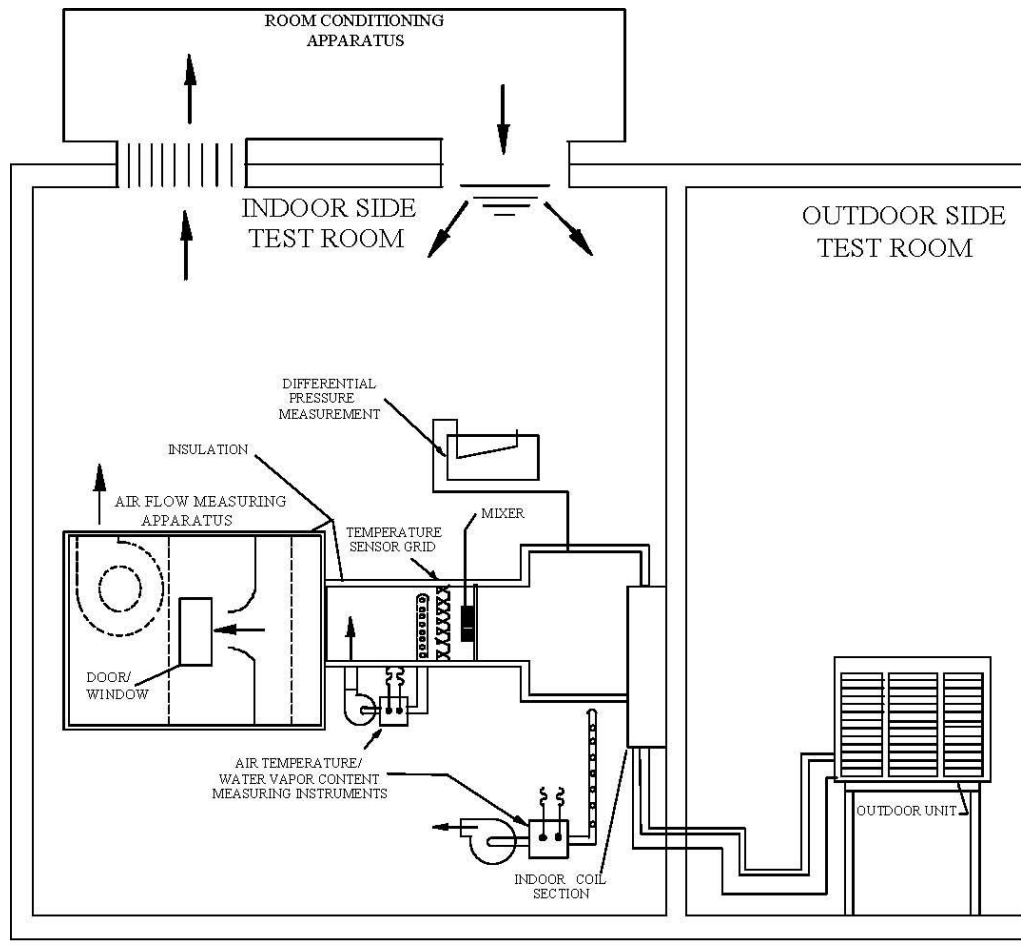 ROOM CONDITIONING
APPARATUS
INDOOR SIDE
TEST ROOM
OUTDOOR SIDE
TEST ROOM
DIFFERENTIAL
PRESSURE
MEASUREMENT
INSULATION
AIR FLOW MEASURING
APPARATUS
MIXER
TEMPERATURE
SENSOR GRID
DOOR/
WINDOW
AIR TEMPERATURE/
WATER VAPOR CONTENT
MEASURING INSTRUMENTS
OUTDOOR UNIT
INDOOR COIL
SECTION